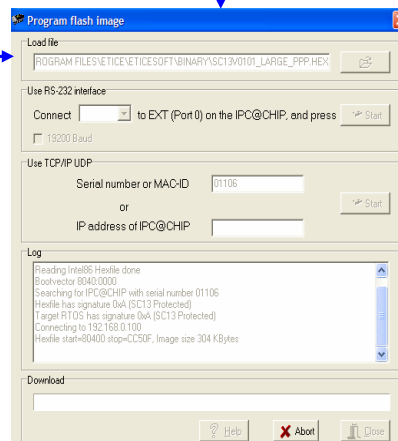 Program flash image
Load file
ROGRAM FILES\ETICE\ETICESOFT\BINARY\SC13V0101_LARGE_PPP.HEX
Use RS-232 interface
Connect to EXT (Port 0) on the IPC@CHIP, and press Start
19200 Baud
Use TCP/IP UDP
Serial number or MAC-ID 01106
or
Start
IP address of IPC@CHIP
Log
Reading Intel86 Hexfile done
Bootvector 8040:0000
Searching for IPC@CHIP with serial number 01106
Hexfile has signature 0xA (SC13 Protected)
Target RTOS has signature 0xA (SC13 Protected)
Connecting to 192.168.0.100
Hexfile start=80400 stop=CC50F, Image size 304 KBytes
Download
Help Abort Close